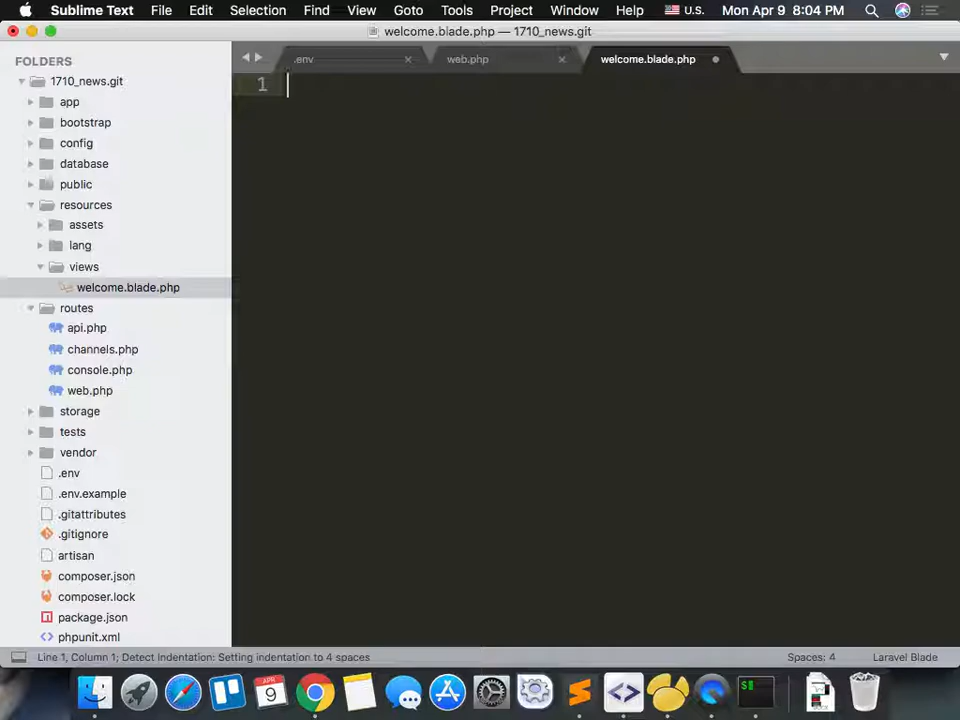 Sublime Text File Edit Selection Find View Goto Tools Project Window Help U.S. Mon Apr 9 8:04 PM
welcome.blade.php — 1710_news.git
FOLDERS
.env
web.php
welcome.blade.php
1
1710_news.git
app
bootstrap
config
database
public
resources
assets
lang
views
welcome.blade.php
routes
api.php
channels.php
console.php
web.php
storage
tests
vendor
.env
.env.example
.gitattributes
.gitignore
artisan
composer.json
composer.lock
package.json
phpunit.xml
Line 1, Column 1; Detect Indentation: Setting indentation to 4 spaces Spaces: 4 Laravel Blade
APR
9